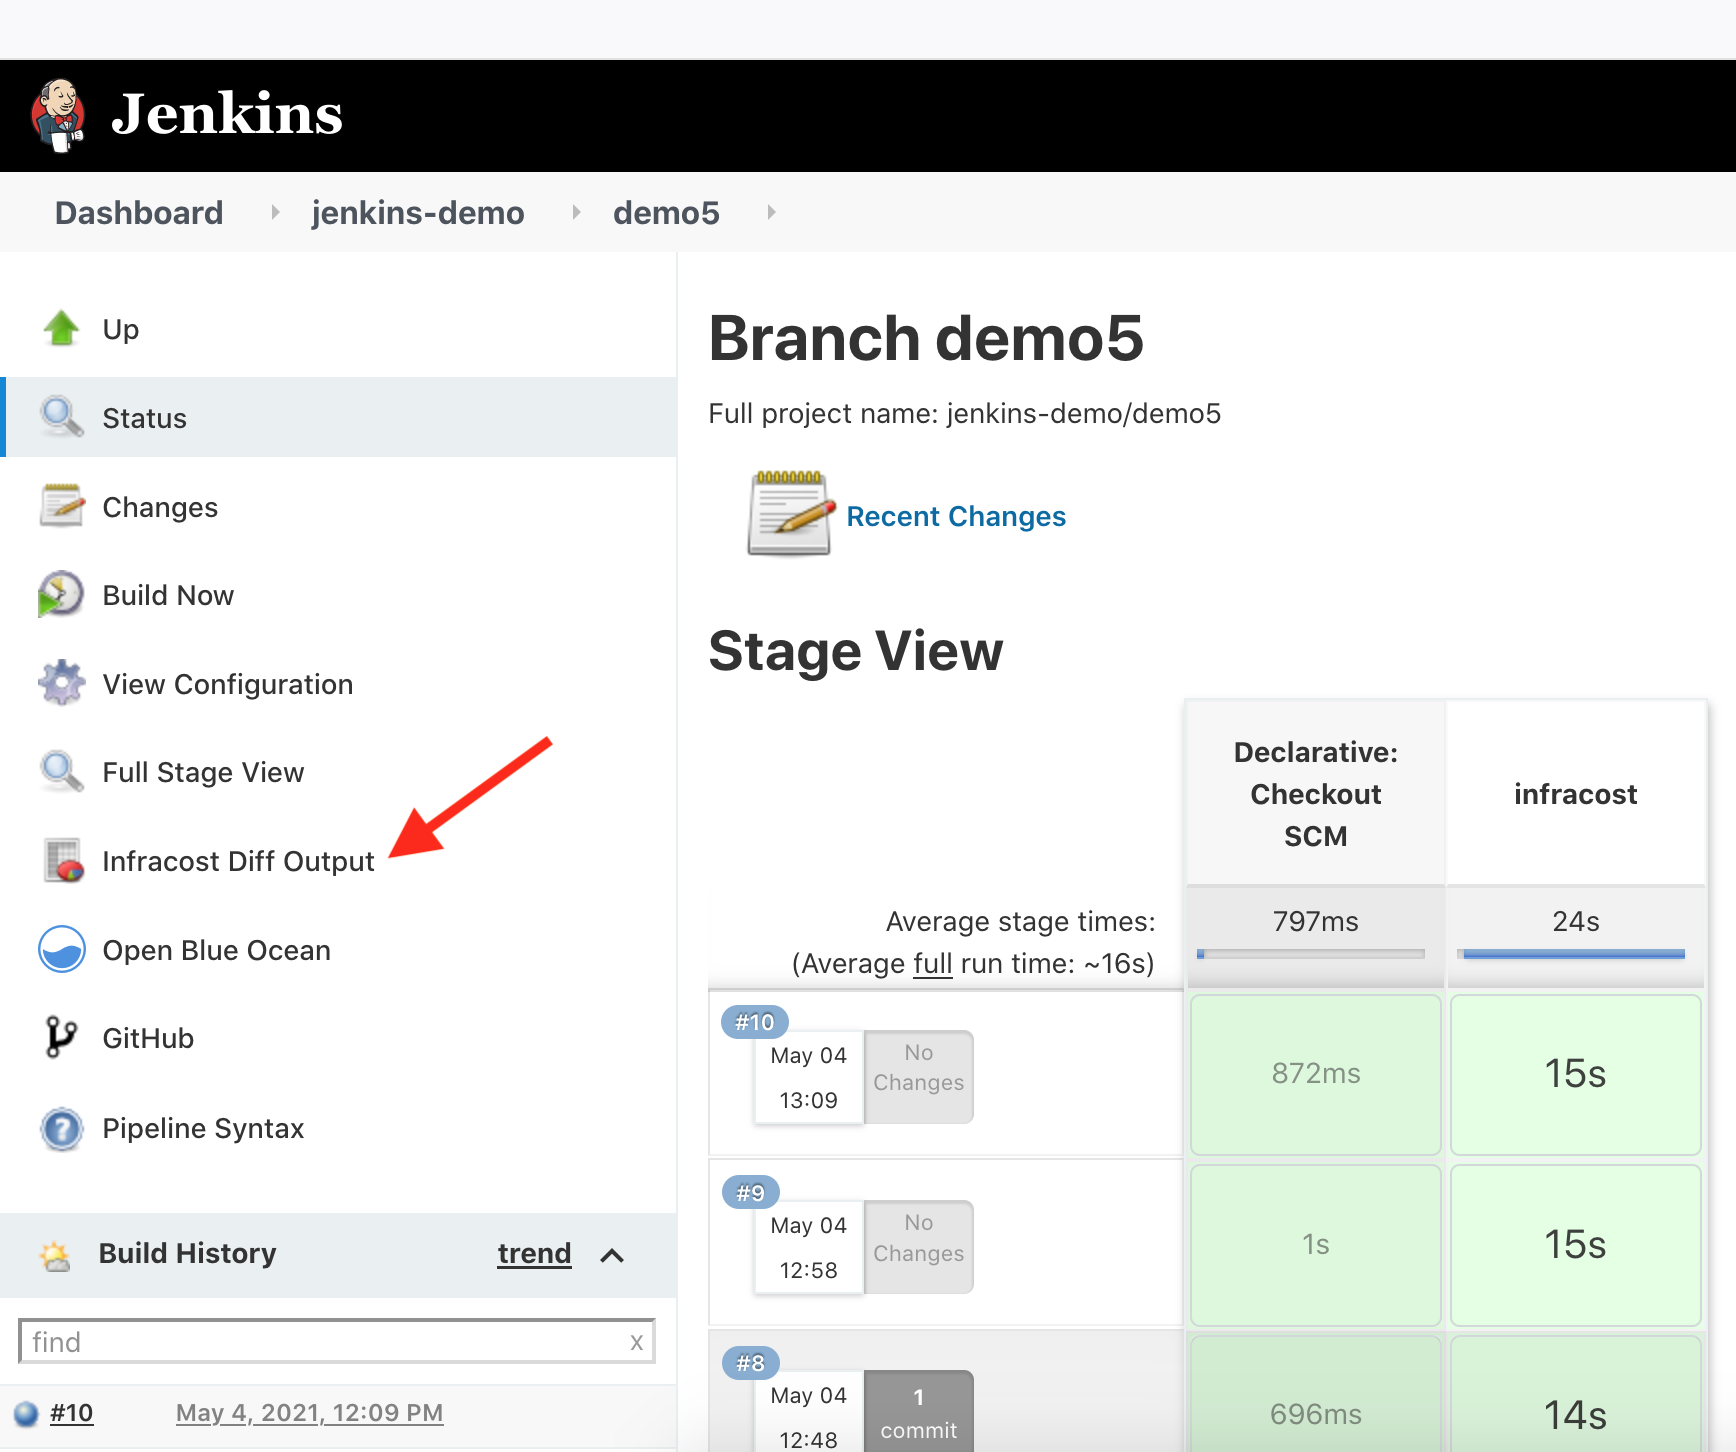 Jenkins
Dashboard
jenkins-demo
demo5
Up
Status
Changes
Build Now
View Configuration
Full Stage View
Infracost Diff Output
Open Blue Ocean
GitHub
Pipeline Syntax
Build History
trend
find
x
#10
May 4, 2021, 12:09 PM
Branch demo5
Full project name: jenkins-demo/demo5
Recent Changes
Stage View
Declarative:
Checkout
SCM
infracost
Average stage times:
(Average full run time: ~16s)
797ms
24s
#10
May 04
13:09
No
Changes
872ms
15s
#9
May 04
12:58
No
Changes
1s
15s
#8
May 04
12:48
1
commit
696ms
14s